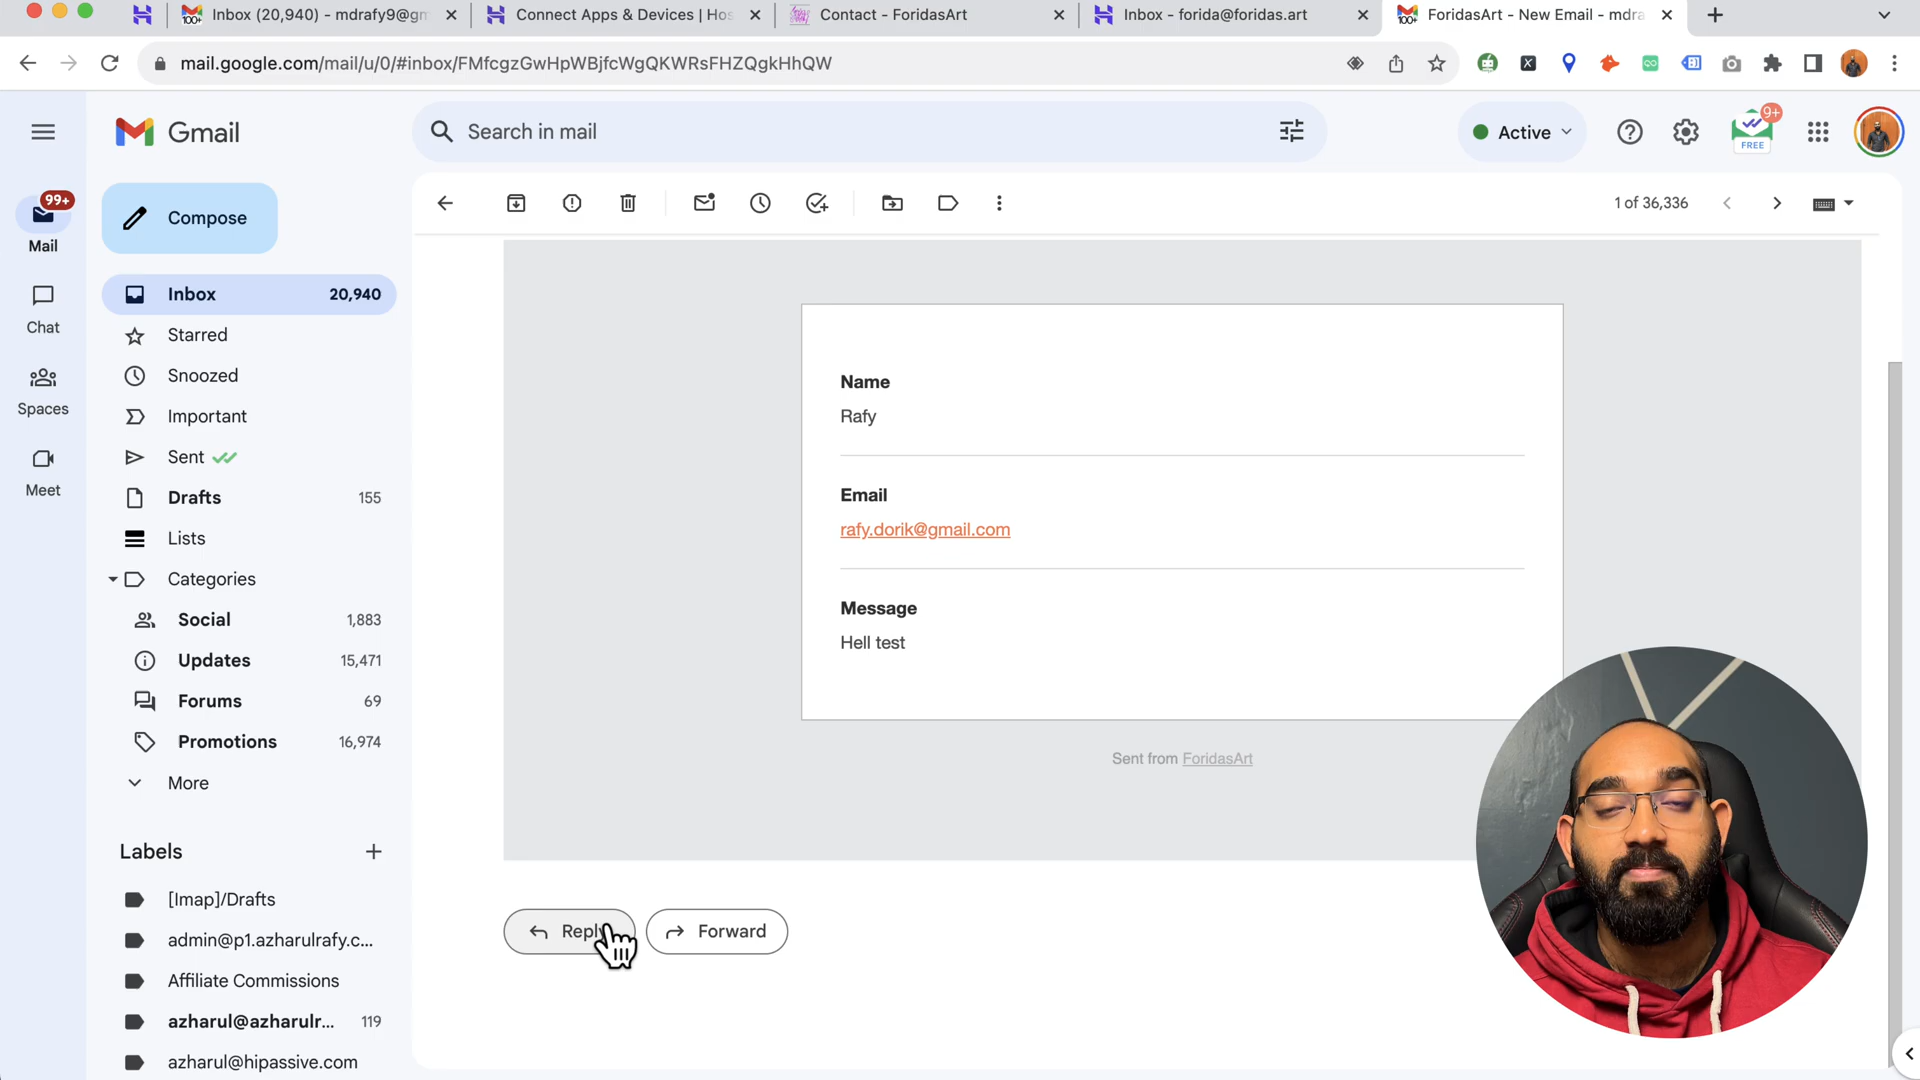 Inbox (20,940) - mdrafy9@gm
Connect Apps & Devices | Hos
Contact - ForidasArt
Inbox - forida@foridas.art
100+
ForidasArt - New Email - mdra
mail.google.com/mail/u/0/#inbox/FMfcgzGwHpWBjfcWgQKWRsFHZQgkHhQW
Gmail
Search in mail
Active
9+
FREE
99+
Mail
Chat
Spaces
Meet
Compose
1 of 36,336
Inbox 20,940
Starred
Snoozed
Important
Sent
Drafts 155
Lists
Categories
Social 1,883
Updates 15,471
Forums 69
Promotions 16,974
More
Labels
[Imap]/Drafts
admin@p1.azharulrafy.c...
Affiliate Commissions
azharul@azharulr... 119
azharul@hipassive.com
Name
Rafy
Email
rafy.dorik@gmail.com
Message
Hell test
Sent from ForidasArt
Reply
Forward